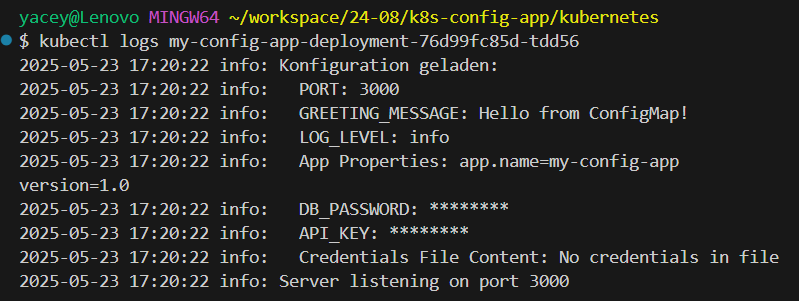 yacey@Lenovo MINGW64 ~/workspace/24-08/k8s-config-app/kubernetes
$ kubectl logs my-config-app-deployment-76d99fc85d-tdd56
2025-05-23 17:20:22 info: Konfiguration geladen:
2025-05-23 17:20:22 info:   PORT: 3000
2025-05-23 17:20:22 info:   GREETING_MESSAGE: Hello from ConfigMap!
2025-05-23 17:20:22 info:   LOG_LEVEL: info
2025-05-23 17:20:22 info:   App Properties: app.name=my-config-app
version=1.0
2025-05-23 17:20:22 info:   DB_PASSWORD: ********
2025-05-23 17:20:22 info:   API_KEY: ********
2025-05-23 17:20:22 info:   Credentials File Content: No credentials in file
2025-05-23 17:20:22 info: Server listening on port 3000